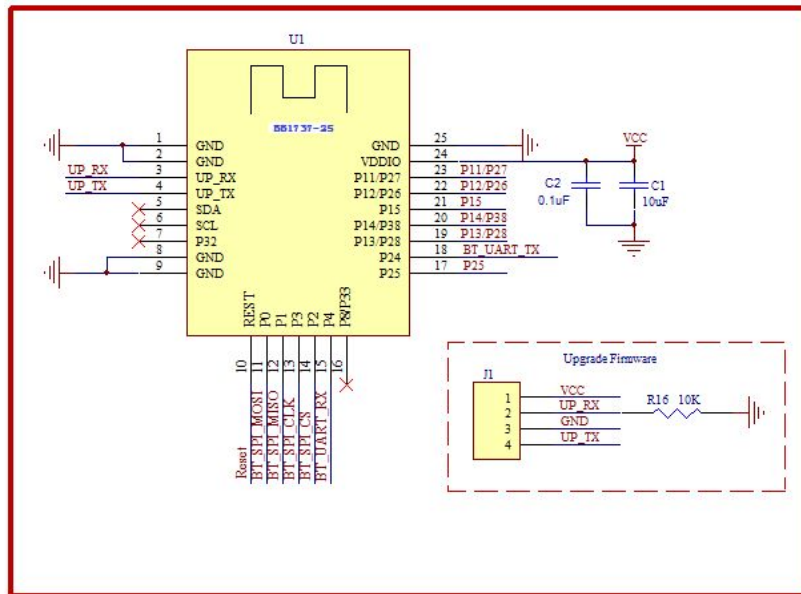 U1
BB1737-25
1 GND
2 GND
UP_RX 3 UP_RX
UP_TX 4 UP_TX
5 SDA
6 SCL
7 P32
8 GND
9 GND
GND 25
VDDIO 24
P11/P27 23 P11/P27
P12/P26 22 P12/P26
P15 21 P15
P14/P38 20 P14/P38
P13/P28 19 P13/P28
P24 18 BT_UART_TX
P25 17 P25
REST 10 Reset
P0 11 BT_SPI_MOSI
P1 12 BT_SPI_MISO
P3 13 BT_SPI_CLK
P2 14 BT_SPI_CS
P4 15 BT_UART_RX
P8/P33 16
VCC
C2
0.1uF
C1
10uF
Upgrade Firmware
J1
1 VCC
2 UP_RX
3 GND
4 UP_TX
R16 10K